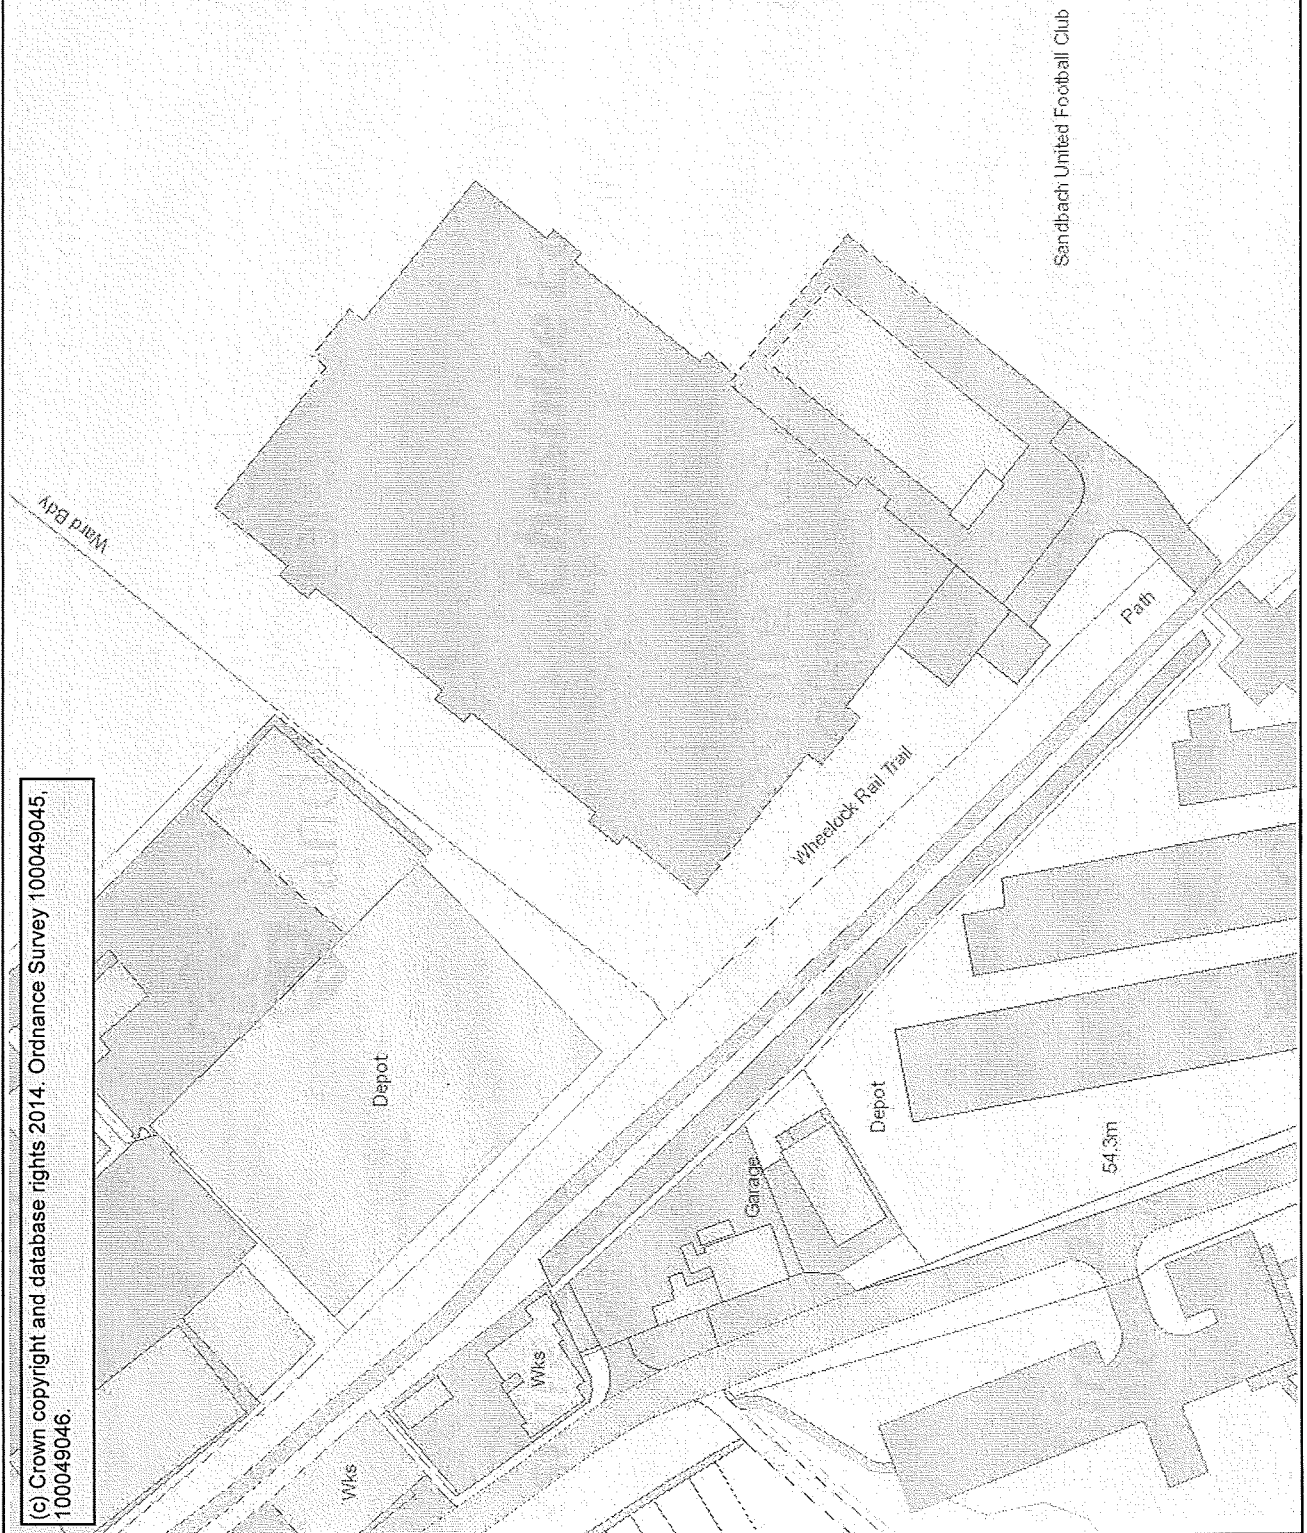 (c) Crown copyright and database rights 2014. Ordnance Survey 100049045,
100049046.
Ward Bdy
Sandbach United Football Club
Path
Wheelock Rail Trail
Depot
Depot
Garage
54.3m
Wks
Wks